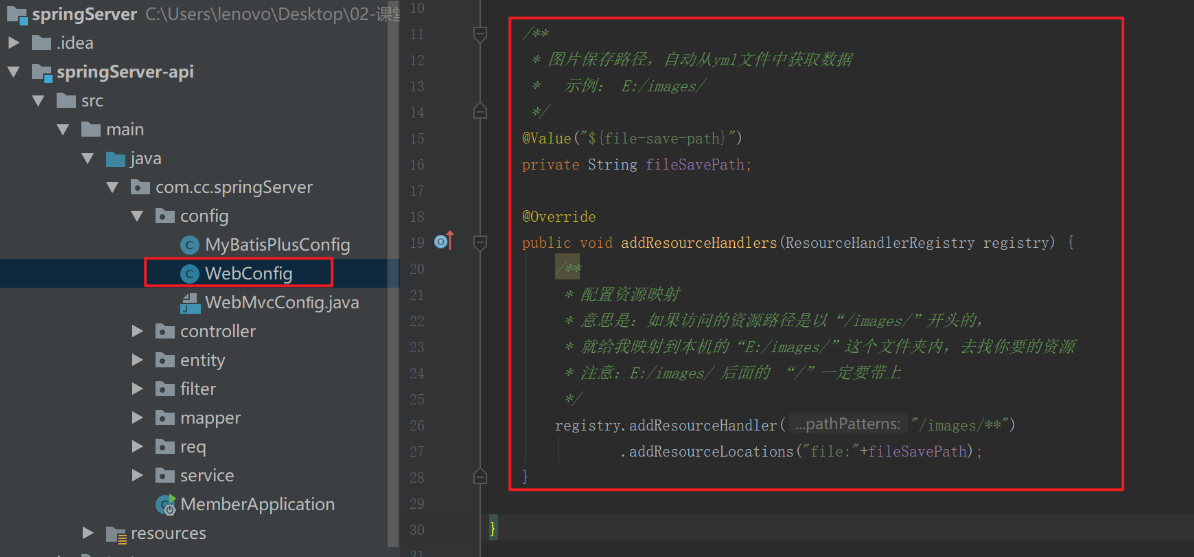 springServer C:\Users\lenovo\Desktop\02-课
.idea
springServer-api
src
main
java
com.cc.springServer
config
MyBatisPlusConfig
WebConfig
WebMvcConfig.java
controller
entity
filter
mapper
req
service
MemberApplication
resources
10
11 /**
12 * 图片保存路径，自动从yml文件中获取数据
13 * 示例： E:/images/
14 */
15 @Value("${file-save-path}")
16 private String fileSavePath;
17
18 @Override
19 public void addResourceHandlers(ResourceHandlerRegistry registry) {
20 /**
21 * 配置资源映射
22 * 意思是：如果访问的资源路径是以“/images/”开头的，
23 * 就给我映射到本机的“E:/images/”这个文件夹内，去找你要的资源
24 * 注意：E:/images/ 后面的 “/”一定要带上
25 */
26 registry.addResourceHandler( ...pathPatterns: "/images/**")
27 .addResourceLocations("file:"+fileSavePath);
28 }
29
30 }
31